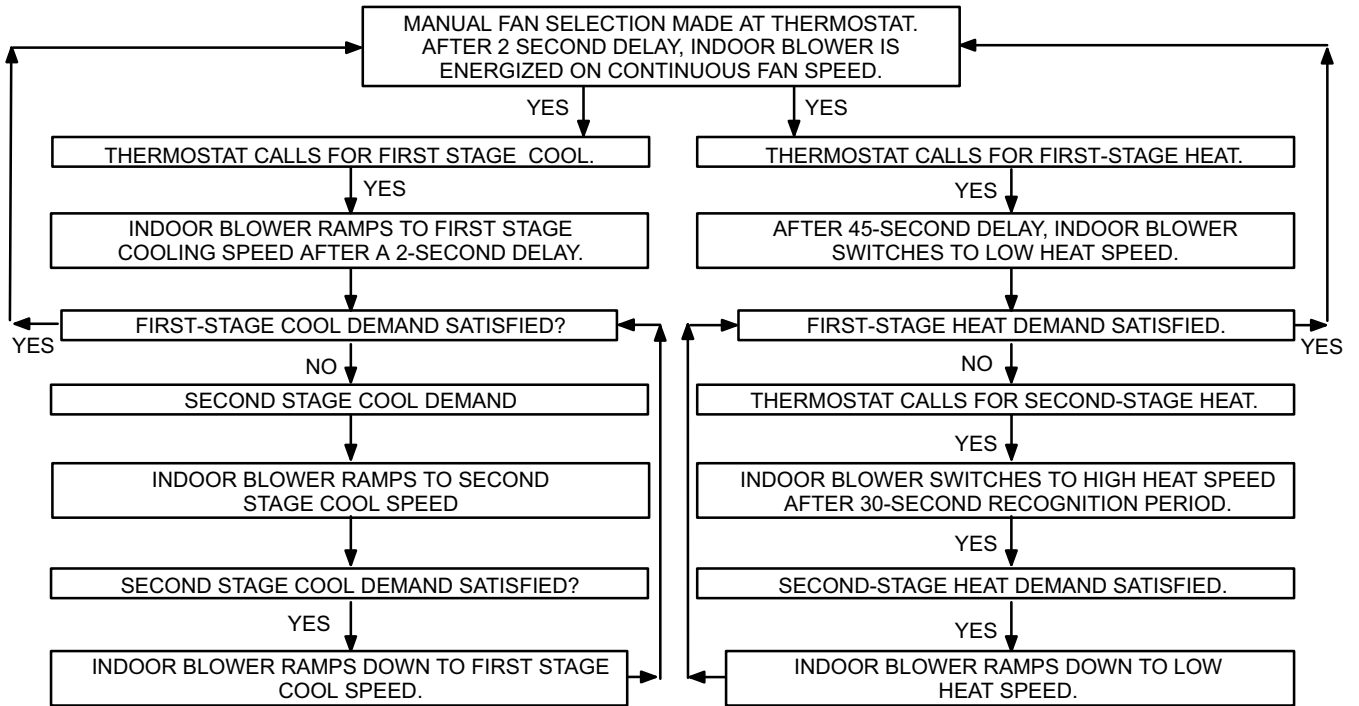 MANUAL FAN SELECTION MADE AT THERMOSTAT.
AFTER 2 SECOND DELAY, INDOOR BLOWER IS
ENERGIZED ON CONTINUOUS FAN SPEED.
YES
YES
THERMOSTAT CALLS FOR FIRST STAGE COOL.
YES
INDOOR BLOWER RAMPS TO FIRST STAGE
COOLING SPEED AFTER A 2-SECOND DELAY.
FIRST-STAGE COOL DEMAND SATISFIED?
YES
NO
SECOND STAGE COOL DEMAND
INDOOR BLOWER RAMPS TO SECOND
STAGE COOL SPEED
SECOND STAGE COOL DEMAND SATISFIED?
YES
INDOOR BLOWER RAMPS DOWN TO FIRST STAGE
COOL SPEED.
THERMOSTAT CALLS FOR FIRST-STAGE HEAT.
YES
AFTER 45-SECOND DELAY, INDOOR BLOWER
SWITCHES TO LOW HEAT SPEED.
FIRST-STAGE HEAT DEMAND SATISFIED.
YES
NO
THERMOSTAT CALLS FOR SECOND-STAGE HEAT.
YES
INDOOR BLOWER SWITCHES TO HIGH HEAT SPEED
AFTER 30-SECOND RECOGNITION PERIOD.
YES
SECOND-STAGE HEAT DEMAND SATISFIED.
YES
INDOOR BLOWER RAMPS DOWN TO LOW
HEAT SPEED.